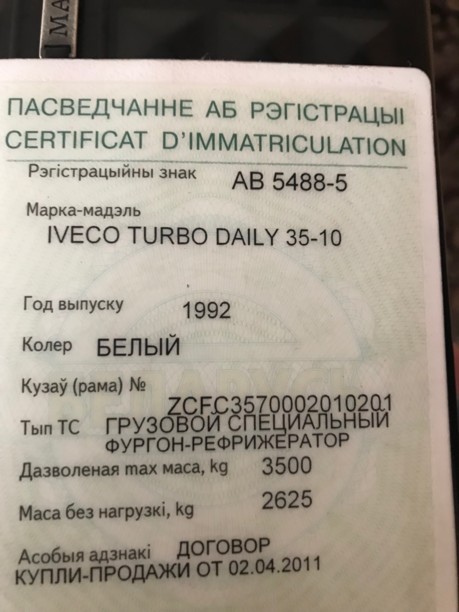 MA
ПАСВЕДЧАННЕ АБ РЭГІСТРАЦЫІ
CERTIFICAT D'IMMATRICULATION
Рэгістрацыйны знак АВ 5488-5
Марка-мадэль
IVECO TURBO DAILY 35-10
Год выпуску 1992
Колер БЕЛЫЙ
Кузаў (рама) №
ZCFC3570002010201
Тып ТС ГРУЗОВОЙ СПЕЦИАЛЬНЫЙ
ФУРГОН-РЕФРИЖЕРАТОР
Дазволеная max маса, kg 3500
Маса без нагрузкі, kg 2625
Асобыя адзнакі ДОГОВОР
КУПЛИ-ПРОДАЖИ ОТ 02.04.2011